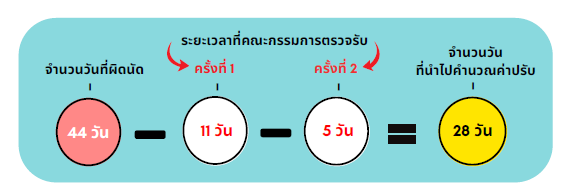 ระยะเวลาที่คณะกรรมการตรวจรับ
จำนวนวันที่ผิดนัด
ครั้งที่ 1
ครั้งที่ 2
จำนวนวัน
ที่นำไปคำนวณค่าปรับ
44 วัน
11 วัน
5 วัน
28 วัน